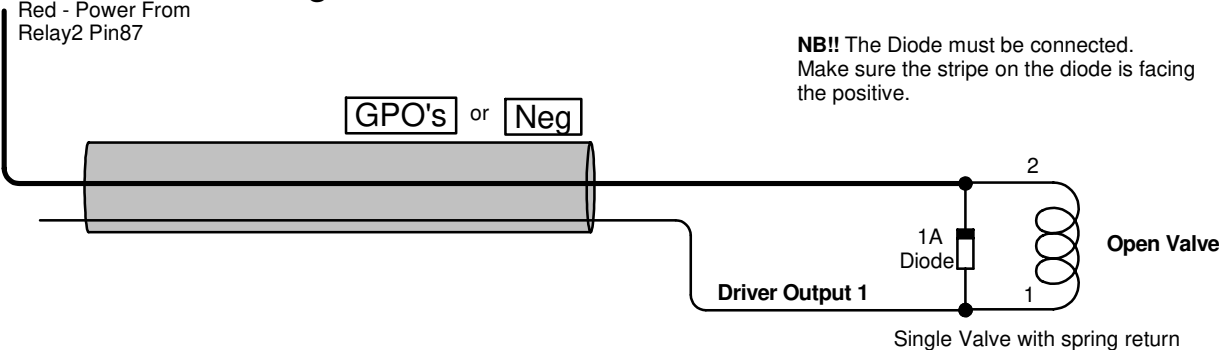 Red - Power From
Relay2 Pin87
NB!! The Diode must be connected.
Make sure the stripe on the diode is facing
the positive.
GPO's or Neg
2
1A
Diode
Open Valve
1
Driver Output 1
Single Valve with spring return